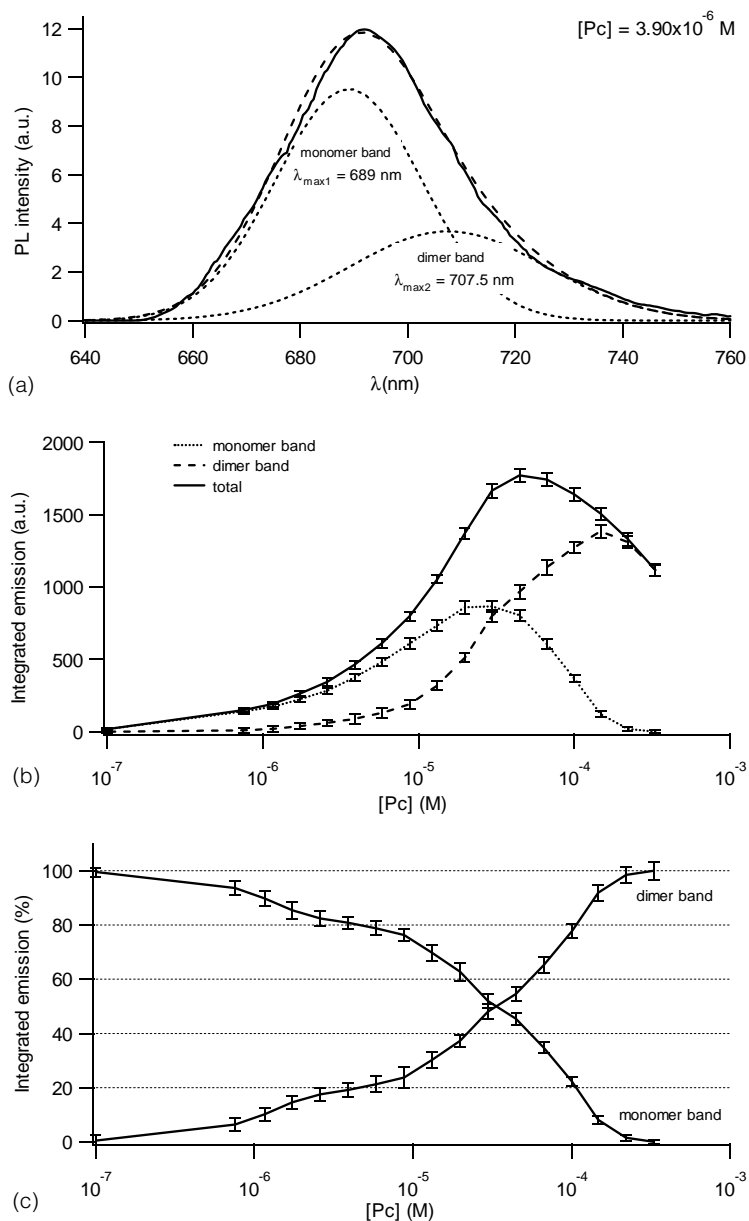 [Pc] = 3.90x10⁻⁶ M
12
10
8
6
4
2
0
PL intensity (a.u.)
monomer band
λmax1 = 689 nm
dimer band
λmax2 = 707.5 nm
640 660 680 700 720 740 760
(a)
λ(nm)
2000
1500
1000
500
0
Integrated emission (a.u.)
monomer band
dimer band
total
10⁻⁷ 10⁻⁶ 10⁻⁵ 10⁻⁴ 10⁻³
(b)
[Pc] (M)
100
80
60
40
20
0
Integrated emission (%)
dimer band
monomer band
10⁻⁷ 10⁻⁶ 10⁻⁵ 10⁻⁴ 10⁻³
(c)
[Pc] (M)